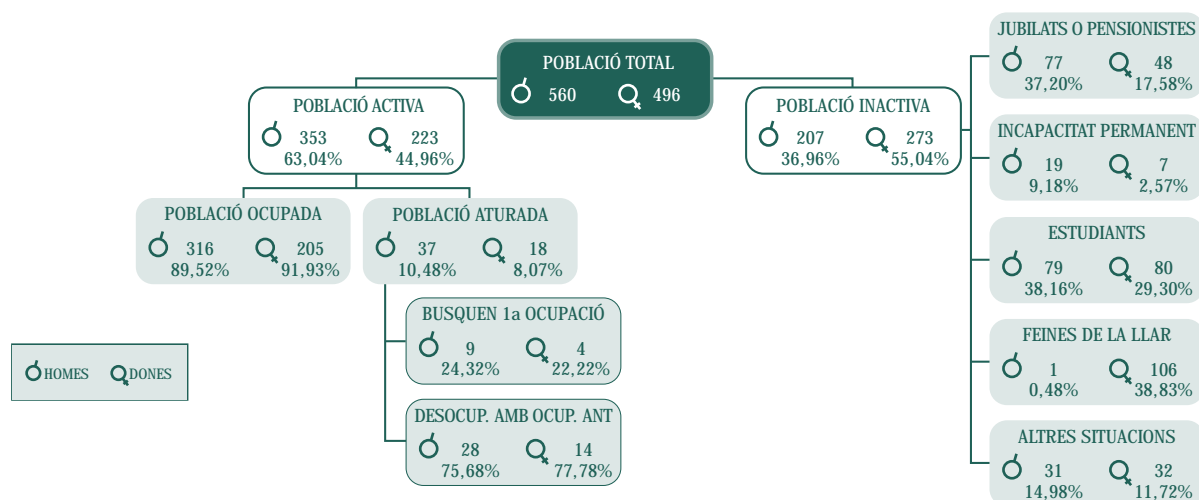 POBLACIÓ TOTAL
560 496
POBLACIÓ ACTIVA
353 223
63,04% 44,96%
POBLACIÓ INACTIVA
207 273
36,96% 55,04%
POBLACIÓ OCUPADA
316 205
89,52% 91,93%
POBLACIÓ ATURADA
37 18
10,48% 8,07%
BUSQUEN 1a OCUPACIÓ
9 4
24,32% 22,22%
DESOCUP. AMB OCUP. ANT
28 14
75,68% 77,78%
JUBILATS O PENSIONISTES
77 48
37,20% 17,58%
INCAPACITAT PERMANENT
19 7
9,18% 2,57%
ESTUDIANTS
79 80
38,16% 29,30%
FEINES DE LA LLAR
1 106
0,48% 38,83%
ALTRES SITUACIONS
31 32
14,98% 11,72%
HOMES DONES